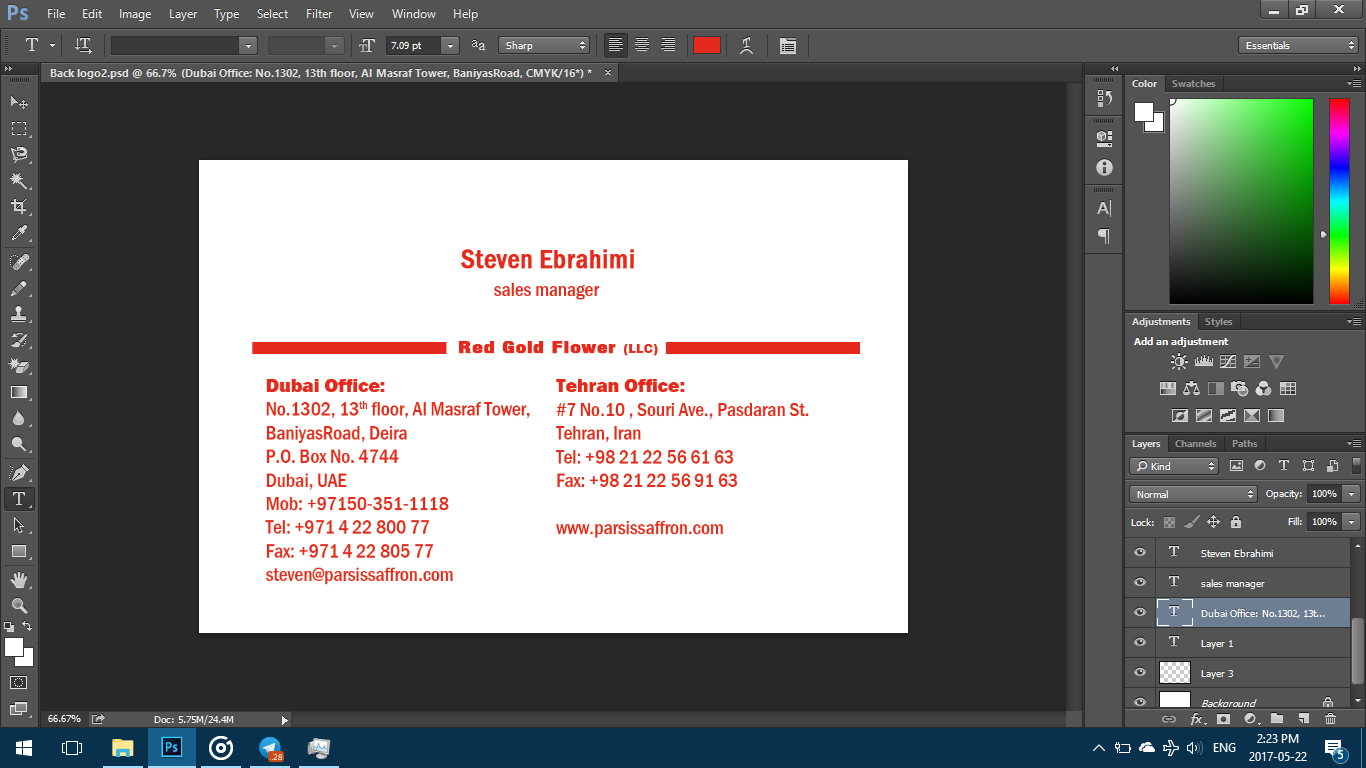 Ps File Edit Image Layer Type Select Filter View Window Help
T T 7.09 pt aa Sharp Essentials
Back logo2.psd @ 66.7% (Dubai Office: No.1302, 13th floor, Al Masraf Tower, BaniyasRoad, CMYK/16*) *
Color Swatches
Steven Ebrahimi
sales manager
Red Gold Flower (LLC)
Dubai Office:
No.1302, 13th floor, Al Masraf Tower,
BaniyasRoad, Deira
P.O. Box No. 4744
Dubai, UAE
Mob: +97150-351-1118
Tel: +971 4 22 800 77
Fax: +971 4 22 805 77
steven@parsissaffron.com
Tehran Office:
#7 No.10 , Souri Ave., Pasdaran St.
Tehran, Iran
Tel: +98 21 22 56 61 63
Fax: +98 21 22 56 91 63
www.parsissaffron.com
Adjustments Styles
Add an adjustment
Layers Channels Paths
Kind
Normal Opacity: 100%
Lock: Fill: 100%
Steven Ebrahimi
sales manager
Dubai Office: No.1302, 13t...
Layer 1
Layer 3
Background
fx
66.67% Doc: 5.75M/24.4M
Ps .28 ENG 2:23 PM
2017-05-22 5